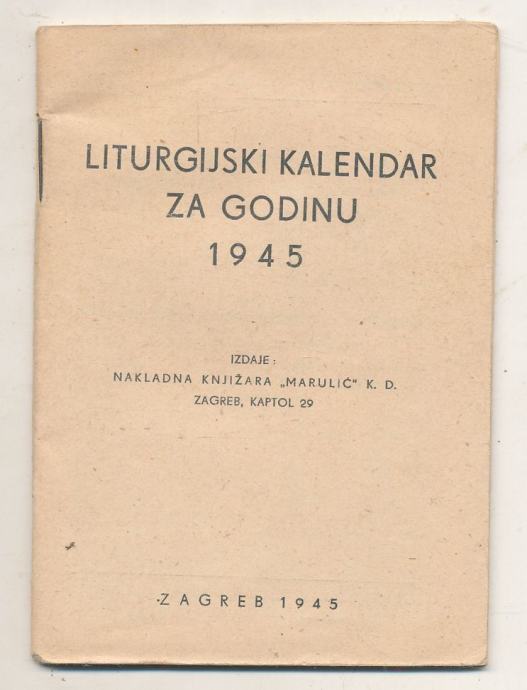 LITURGIJSKI KALENDAR
ZA GODINU
1945
IZDAJE:
NAKLADNA KNJIŽARA „MARULIĆ" K. D.
ZAGREB, KAPTOL 29
ZAGREB 1945